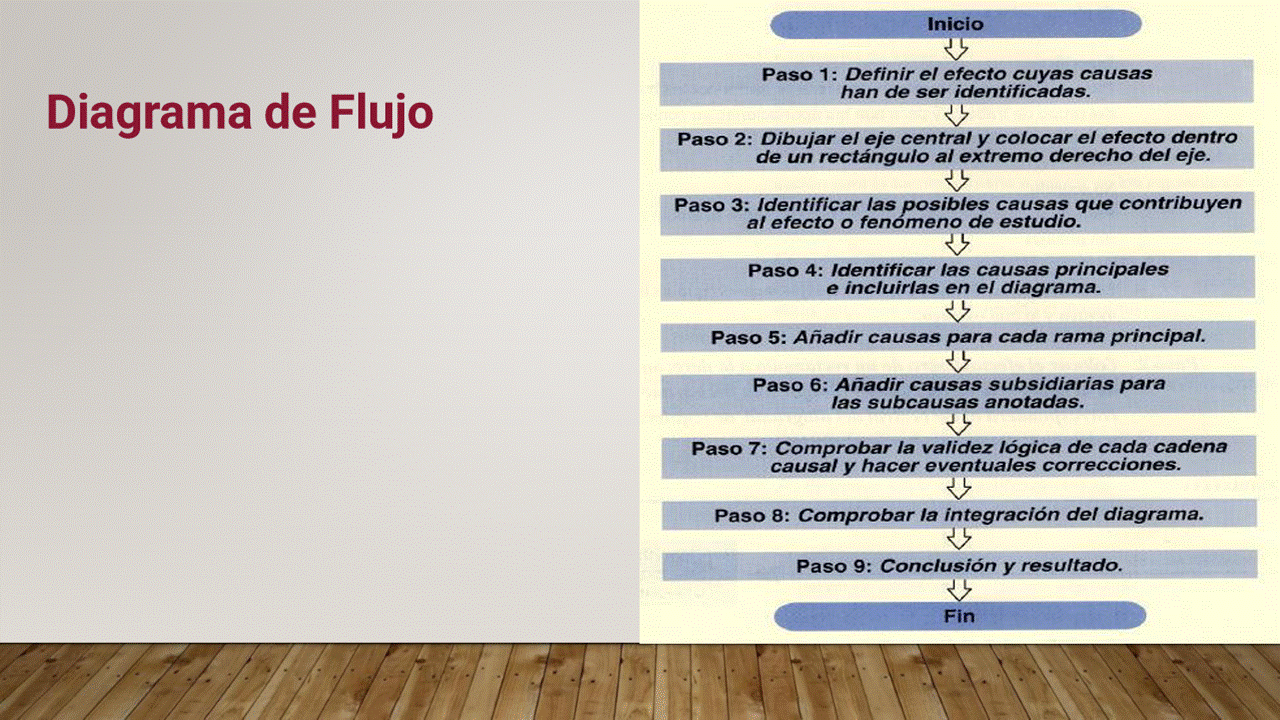 Diagrama de Flujo
Inicio
Paso 1: Definir el efecto cuyas causas
han de ser identificadas.
Paso 2: Dibujar el eje central y colocar el efecto dentro
de un rectángulo al extremo derecho del eje.
Paso 3: Identificar las posibles causas que contribuyen
al efecto o fenómeno de estudio.
Paso 4: Identificar las causas principales
e incluirlas en el diagrama.
Paso 5: Añadir causas para cada rama principal.
Paso 6: Añadir causas subsidiarias para
las subcausas anotadas.
Paso 7: Comprobar la validez lógica de cada cadena
causal y hacer eventuales correcciones.
Paso 8: Comprobar la integración del diagrama.
Paso 9: Conclusión y resultado.
Fin